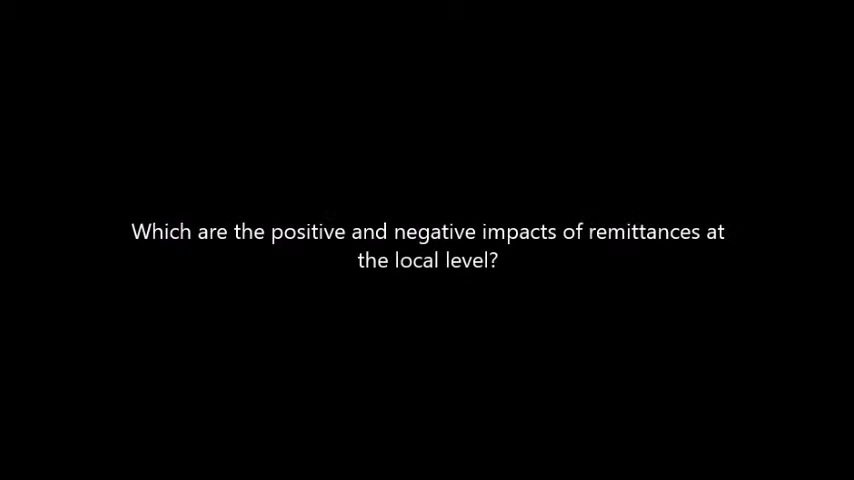 Which are the positive and negative impacts of remittances at
the local level?